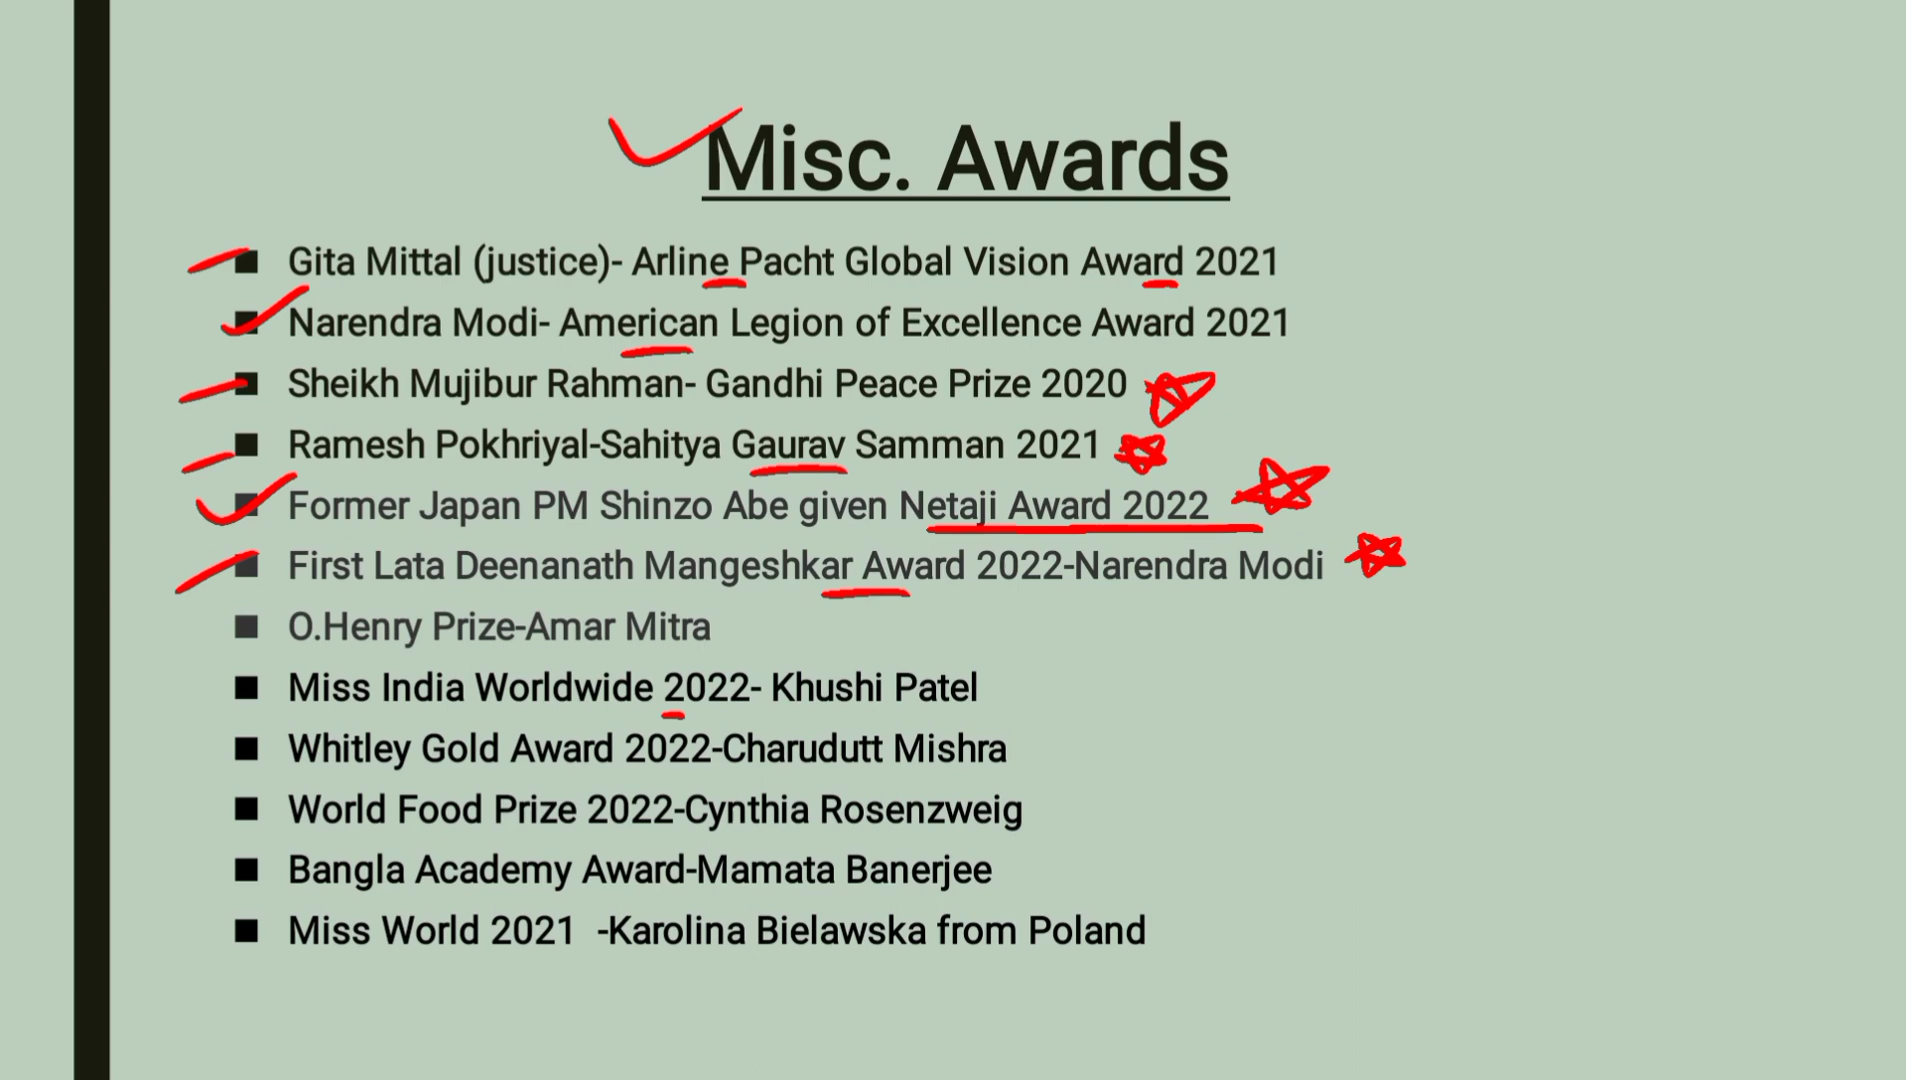 Misc. Awards
Gita Mittal (justice)- Arline Pacht Global Vision Award 2021
Narendra Modi- American Legion of Excellence Award 2021
Sheikh Mujibur Rahman- Gandhi Peace Prize 2020
Ramesh Pokhriyal-Sahitya Gaurav Samman 2021
Former Japan PM Shinzo Abe given Netaji Award 2022
First Lata Deenanath Mangeshkar Award 2022-Narendra Modi
O.Henry Prize-Amar Mitra
Miss India Worldwide 2022- Khushi Patel
Whitley Gold Award 2022-Charudutt Mishra
World Food Prize 2022-Cynthia Rosenzweig
Bangla Academy Award-Mamata Banerjee
Miss World 2021 -Karolina Bielawska from Poland